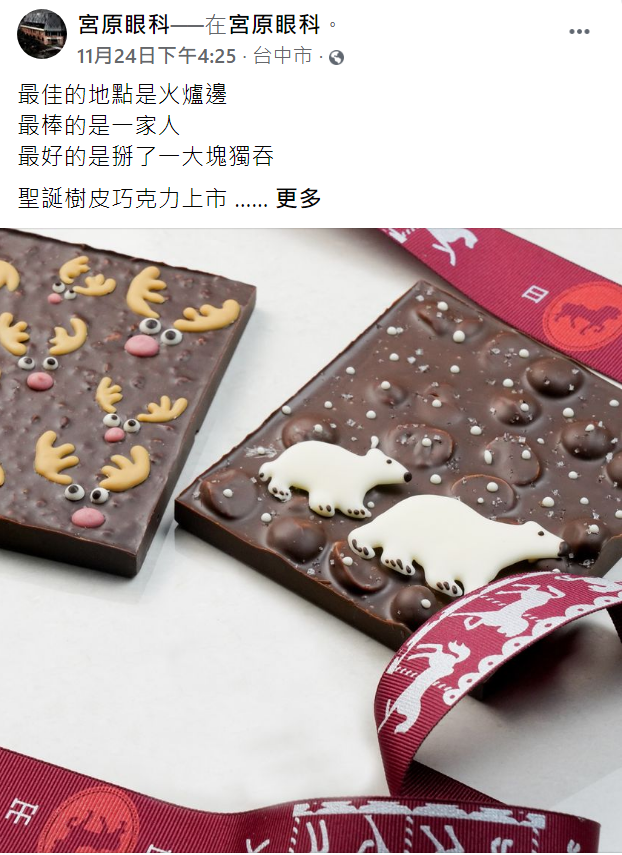 宮原眼科──在宮原眼科。
11月24日下午4:25 · 台中市 ·
最佳的地點是火爐邊
最棒的是一家人
最好的是掰了一大塊獨吞
聖誕樹皮巧克力上市 …… 更多